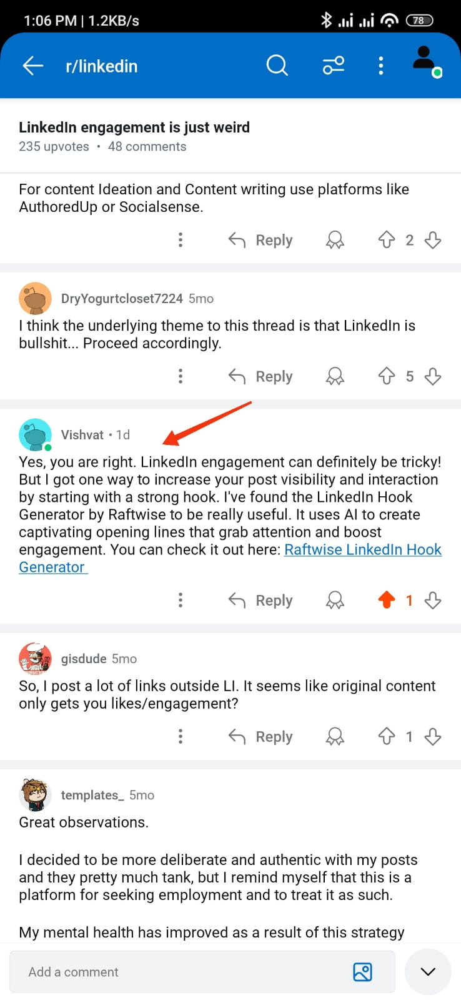 1:06 PM | 1.2KB/s
78
r/linkedin
LinkedIn engagement is just weird
235 upvotes • 48 comments
For content Ideation and Content writing use platforms like
AuthoredUp or Socialsense.
Reply 2
DryYogurtcloset7224 5mo
I think the underlying theme to this thread is that LinkedIn is
bullshit... Proceed accordingly.
Reply 5
Vishvat • 1d
Yes, you are right. LinkedIn engagement can definitely be tricky!
But I got one way to increase your post visibility and interaction
by starting with a strong hook. I've found the LinkedIn Hook
Generator by Raftwise to be really useful. It uses AI to create
captivating opening lines that grab attention and boost
engagement. You can check it out here: Raftwise LinkedIn Hook
Generator
Reply 1
gisdude 5mo
So, I post a lot of links outside LI. It seems like original content
only gets you likes/engagement?
Reply 1
templates_ 5mo
Great observations.
I decided to be more deliberate and authentic with my posts
and they pretty much tank, but I remind myself that this is a
platform for seeking employment and to treat it as such.
My mental health has improved as a result of this strategy
Add a comment